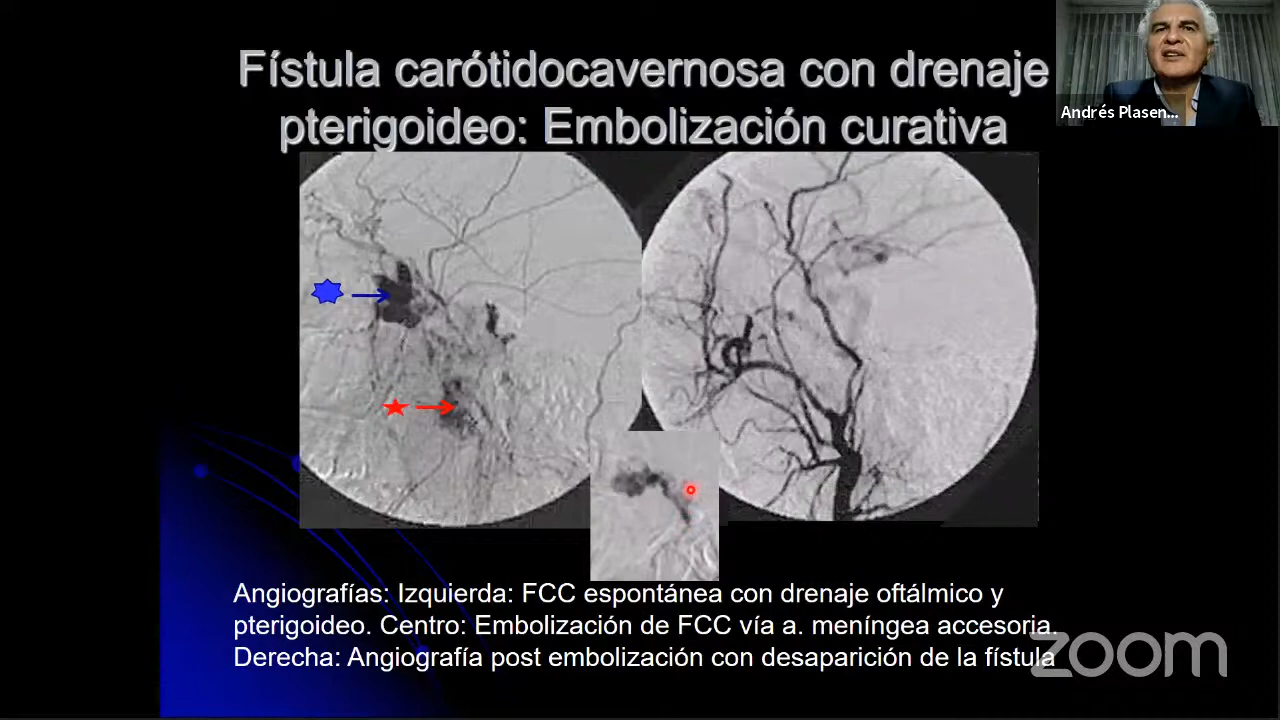 Fístula carótidocavernosa con drenaje
pterigoideo: Embolización curativa
Andrés Plasen...
Angiografías: Izquierda: FCC espontánea con drenaje oftálmico y
pterigoideo. Centro: Embolización de FCC vía a. meníngea accesoria.
Derecha: Angiografía post embolización con desaparición de la fístula
zoom